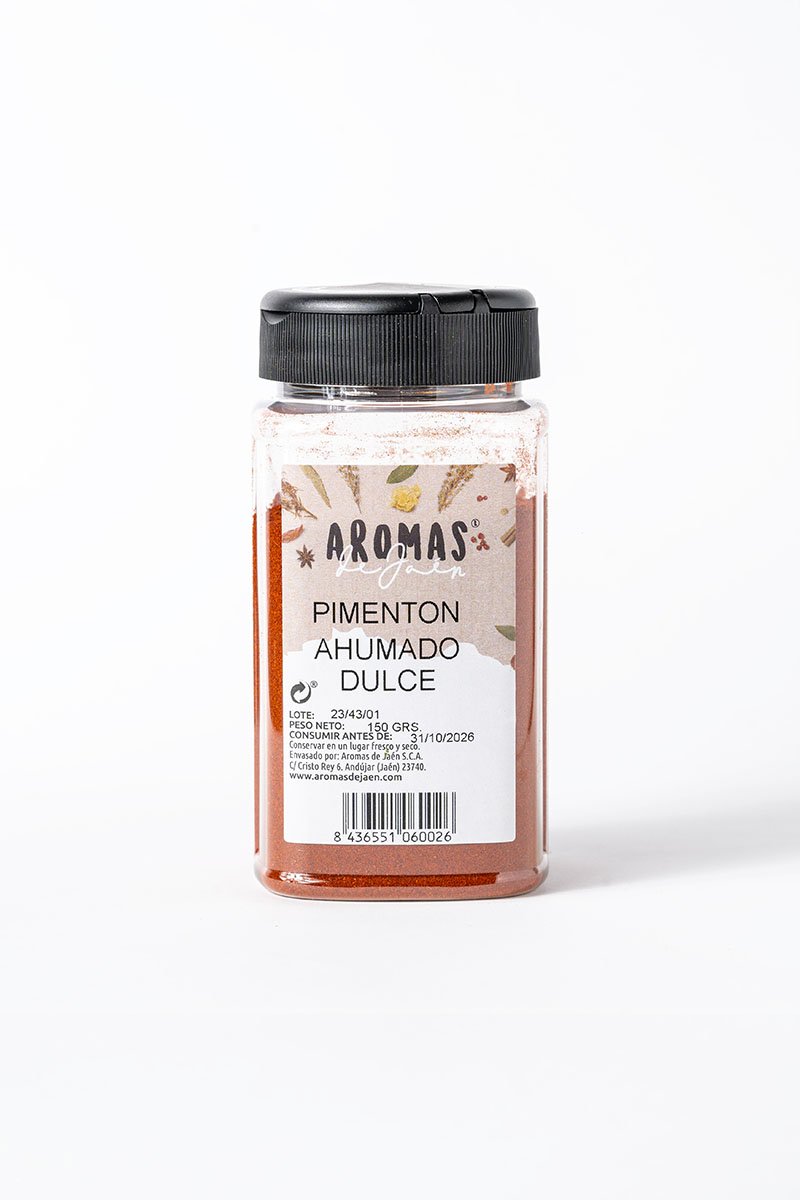 AROMAS®
de Jaén
PIMENTON
AHUMADO
DULCE
®
LOTE: 23/43/01
PESO NETO: 150 GRS
CONSUMIR ANTES DE: 31/10/2026
Conservar en un lugar fresco y seco.
Envasado por: Aromas de Jaén S.C.A.
C/ Cristo Rey 6, Andújar (Jaén) 23740.
www.aromasdejaen.com
8 436551 060026